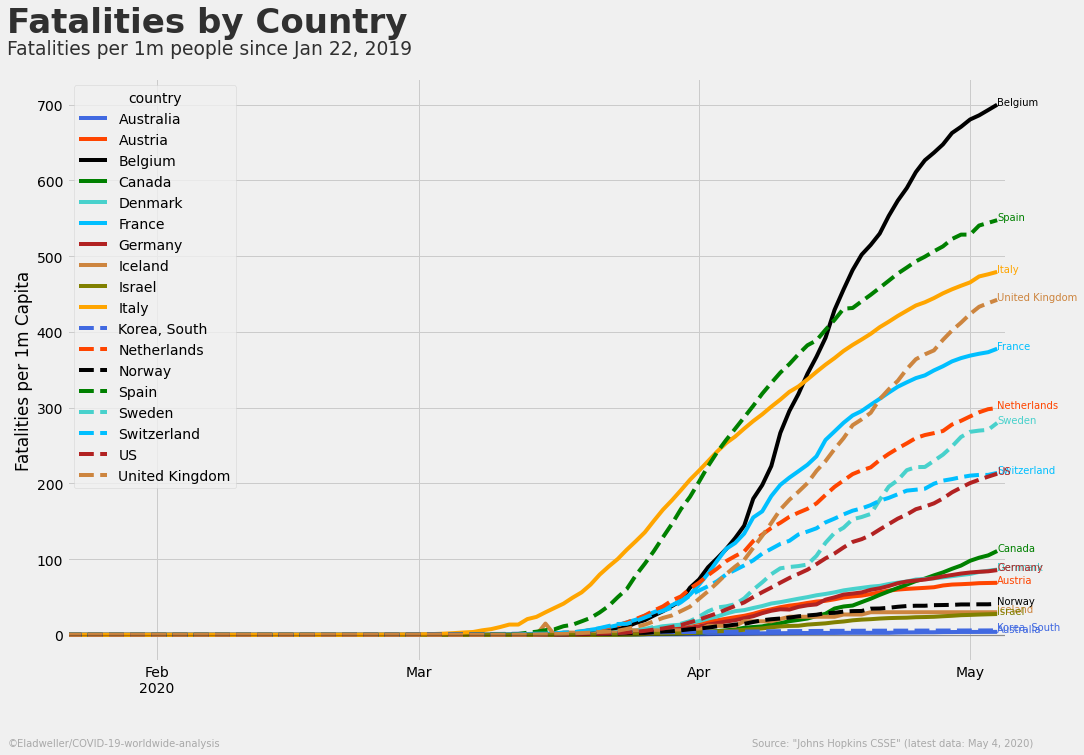 Fatalities by Country
Fatalities per 1m people since Jan 22, 2019
Fatalities per 1m Capita
700
600
500
400
300
200
100
0
country
Australia
Austria
Belgium
Canada
Denmark
France
Germany
Iceland
Israel
Italy
Korea, South
Netherlands
Norway
Spain
Sweden
Switzerland
US
United Kingdom
Belgium
Spain
Italy
United Kingdom
France
Netherlands
Sweden
Switzerland
US
Canada
Germany
Denmark
Austria
Norway
Iceland
Israel
Korea, South
Australia
Feb
2020
Mar
Apr
May
©Eladweller/COVID-19-worldwide-analysis
Source: "Johns Hopkins CSSE" (latest data: May 4, 2020)